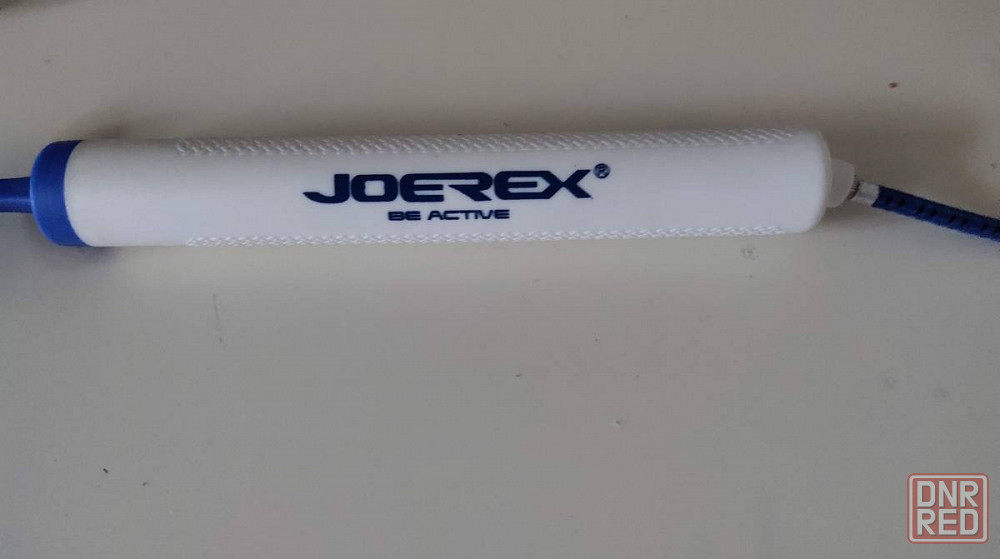 JOEREX®
BE ACTIVE
DNR
RED